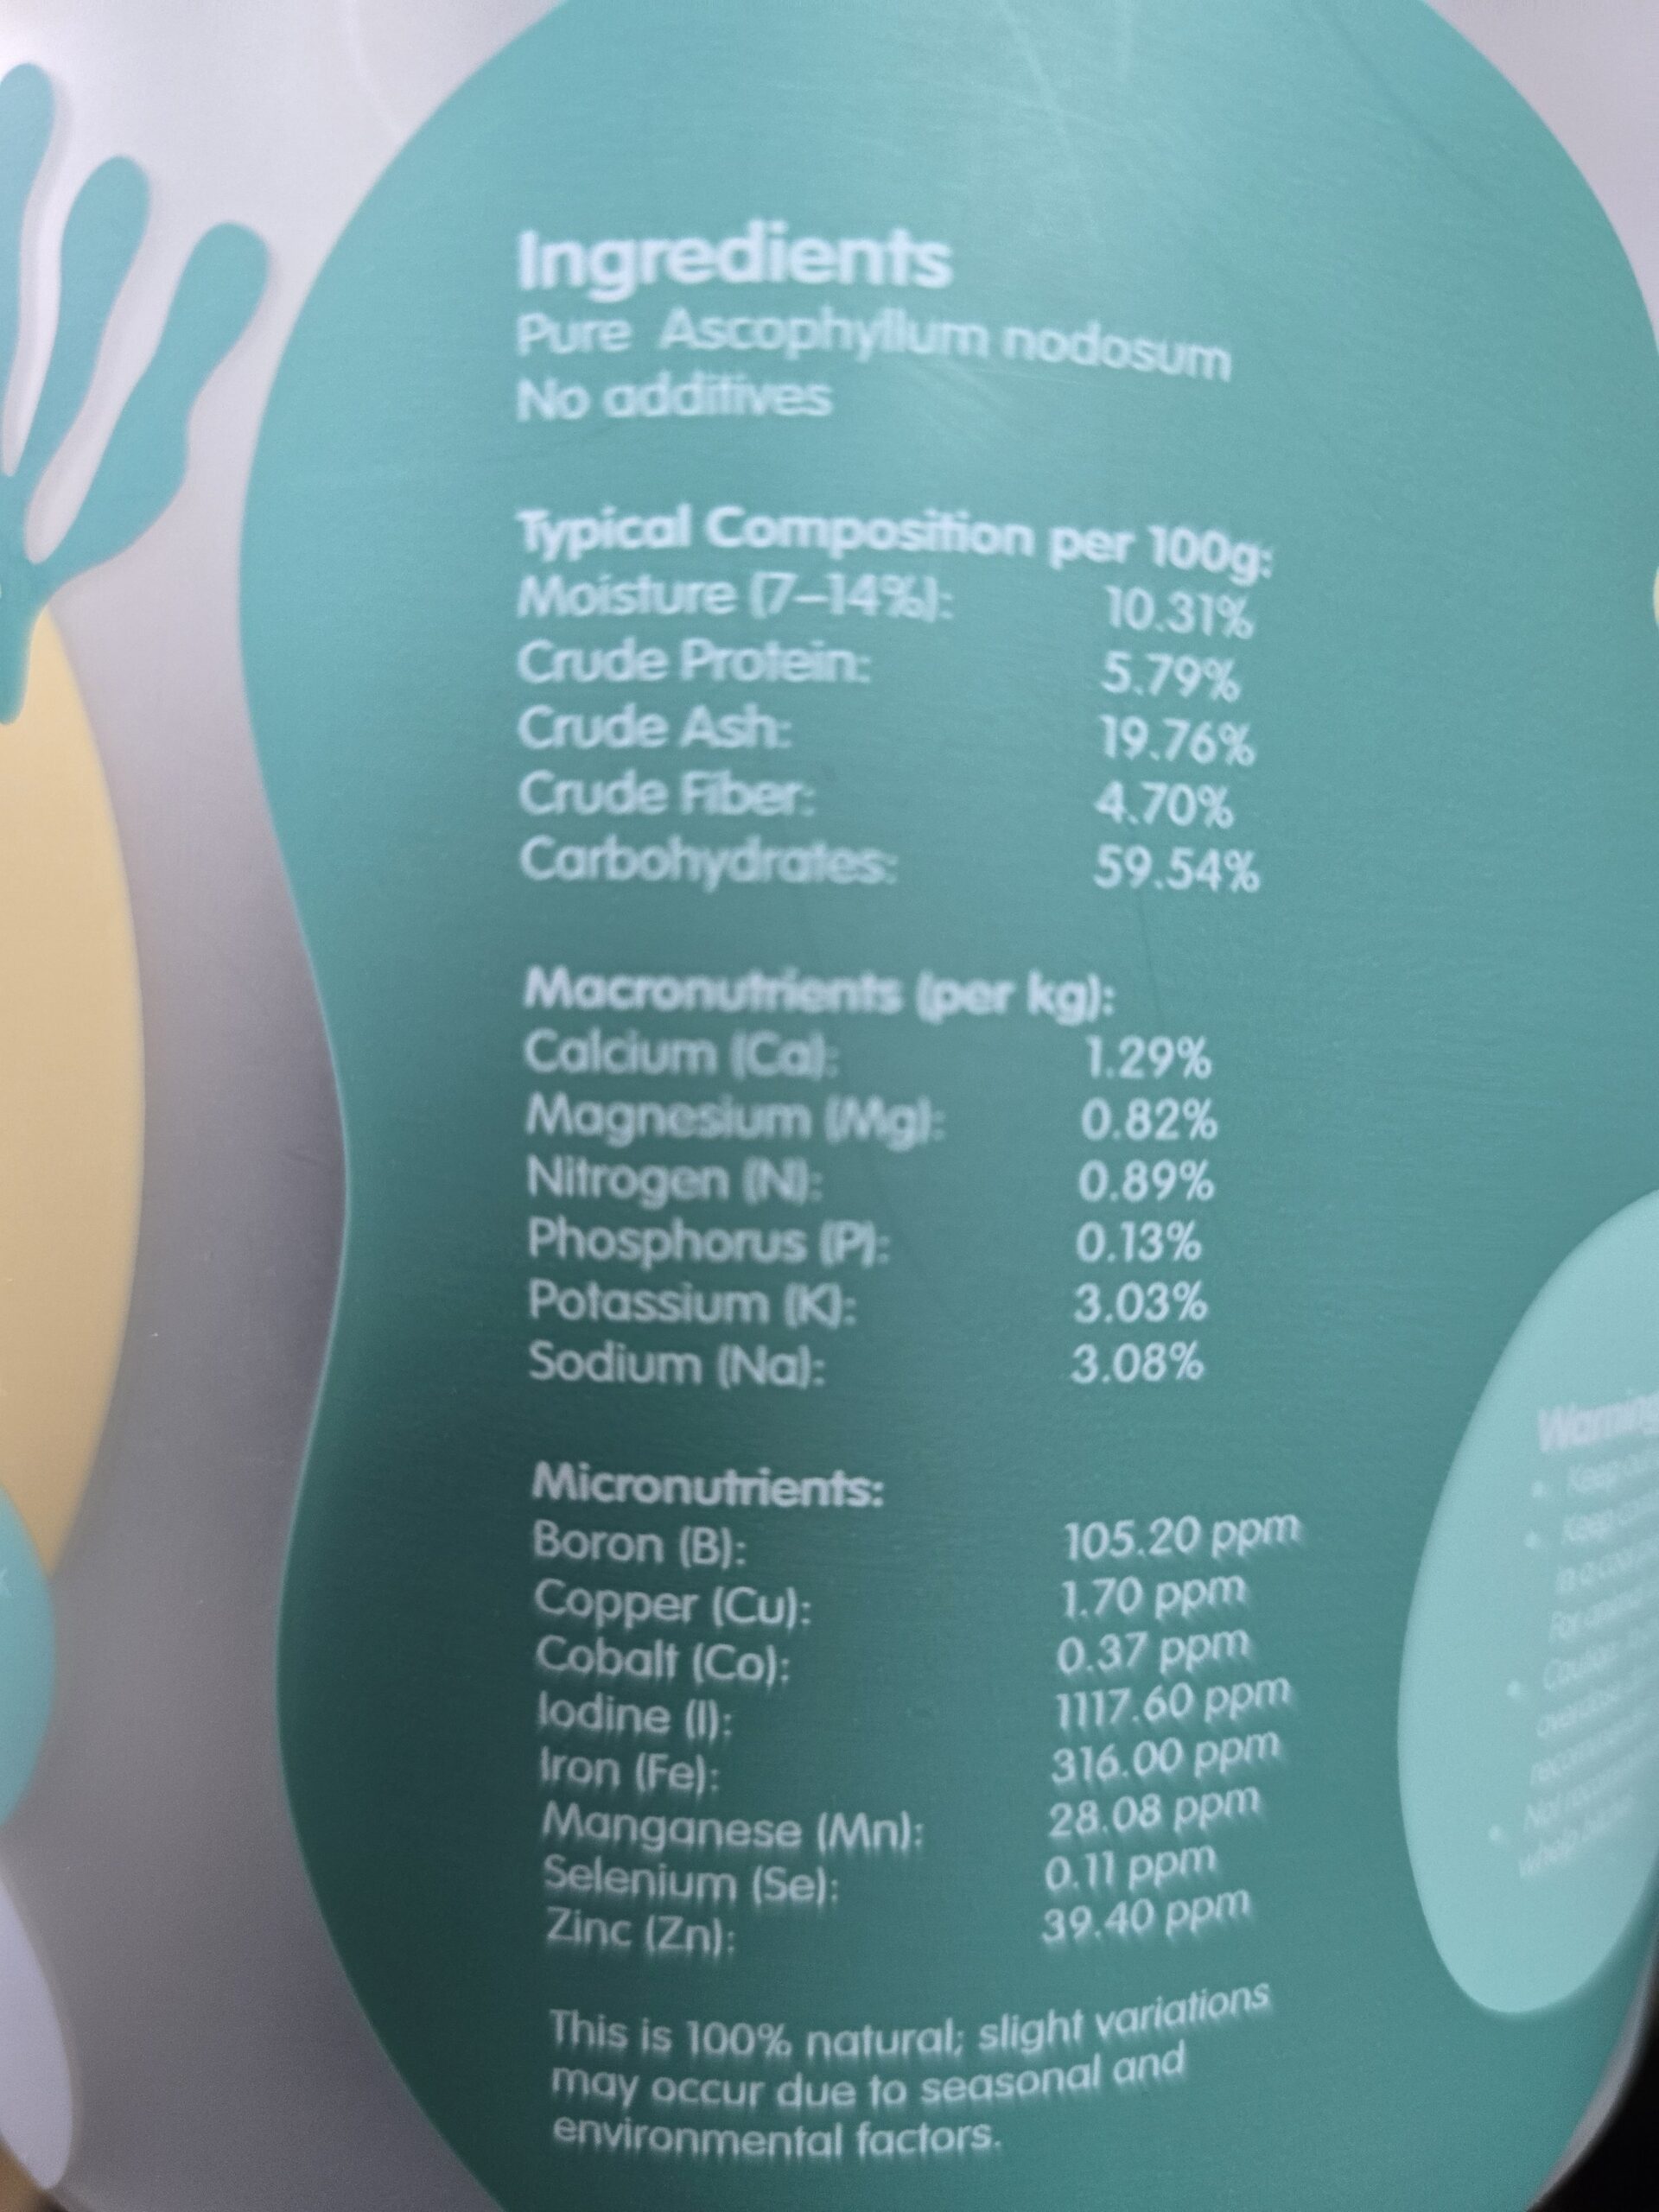 Ingredients
Pure Ascophyllum nodosum
No additives
Typical Composition per 100g:
Moisture (7–14%): 10.31%
Crude Protein: 5.79%
Crude Ash: 19.76%
Crude Fiber: 4.70%
Carbohydrates: 59.54%
Macronutrients (per kg):
Calcium (Ca): 1.29%
Magnesium (Mg): 0.82%
Nitrogen (N): 0.89%
Phosphorus (P): 0.13%
Potassium (K): 3.03%
Sodium (Na): 3.08%
Micronutrients:
Boron (B): 105.20 ppm
Copper (Cu): 1.70 ppm
Cobalt (Co): 0.37 ppm
Iodine (I): 1117.60 ppm
Iron (Fe): 316.00 ppm
Manganese (Mn): 28.08 ppm
Selenium (Se): 0.11 ppm
Zinc (Zn): 39.40 ppm
This is 100% natural; slight variations
may occur due to seasonal and
environmental factors.
Warning
Keep
Keep